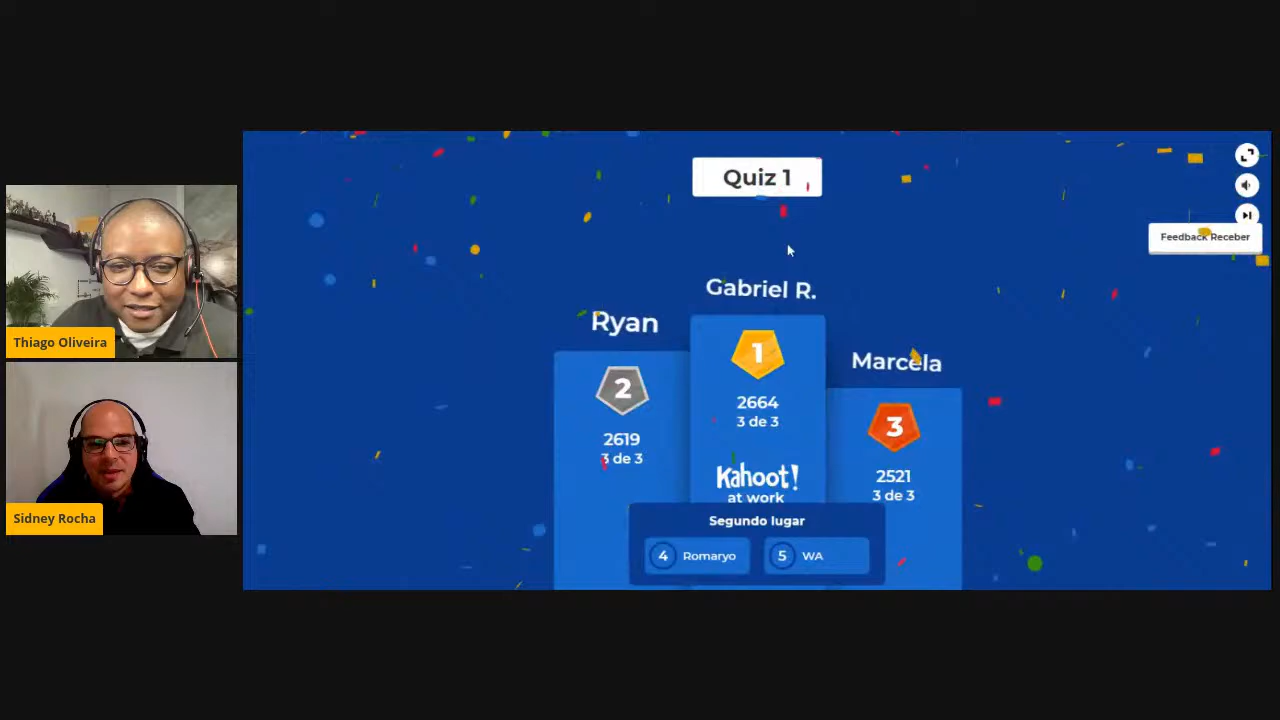 Thiago Oliveira
Sidney Rocha
Quiz 1
Feedback Receber
Gabriel R.
1
2664
3 de 3
Kahoot!
at work
Ryan
2
2619
3 de 3
Marcela
3
2521
3 de 3
Segundo lugar
4 Romaryo
5 WA